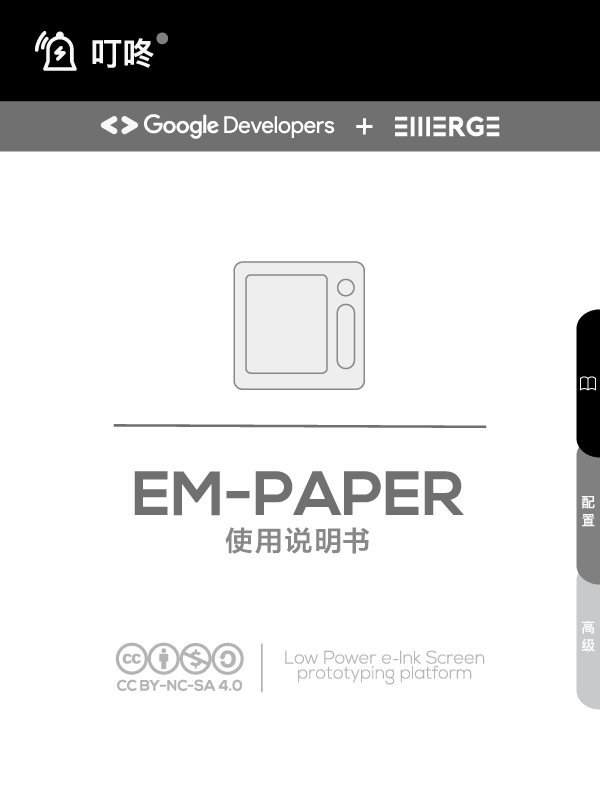 叮咚
Google Developers + EMERGE
EM-PAPER
使用说明书
配置
高级
cc
CC BY-NC-SA 4.0
Low Power e-Ink Screen
prototyping platform